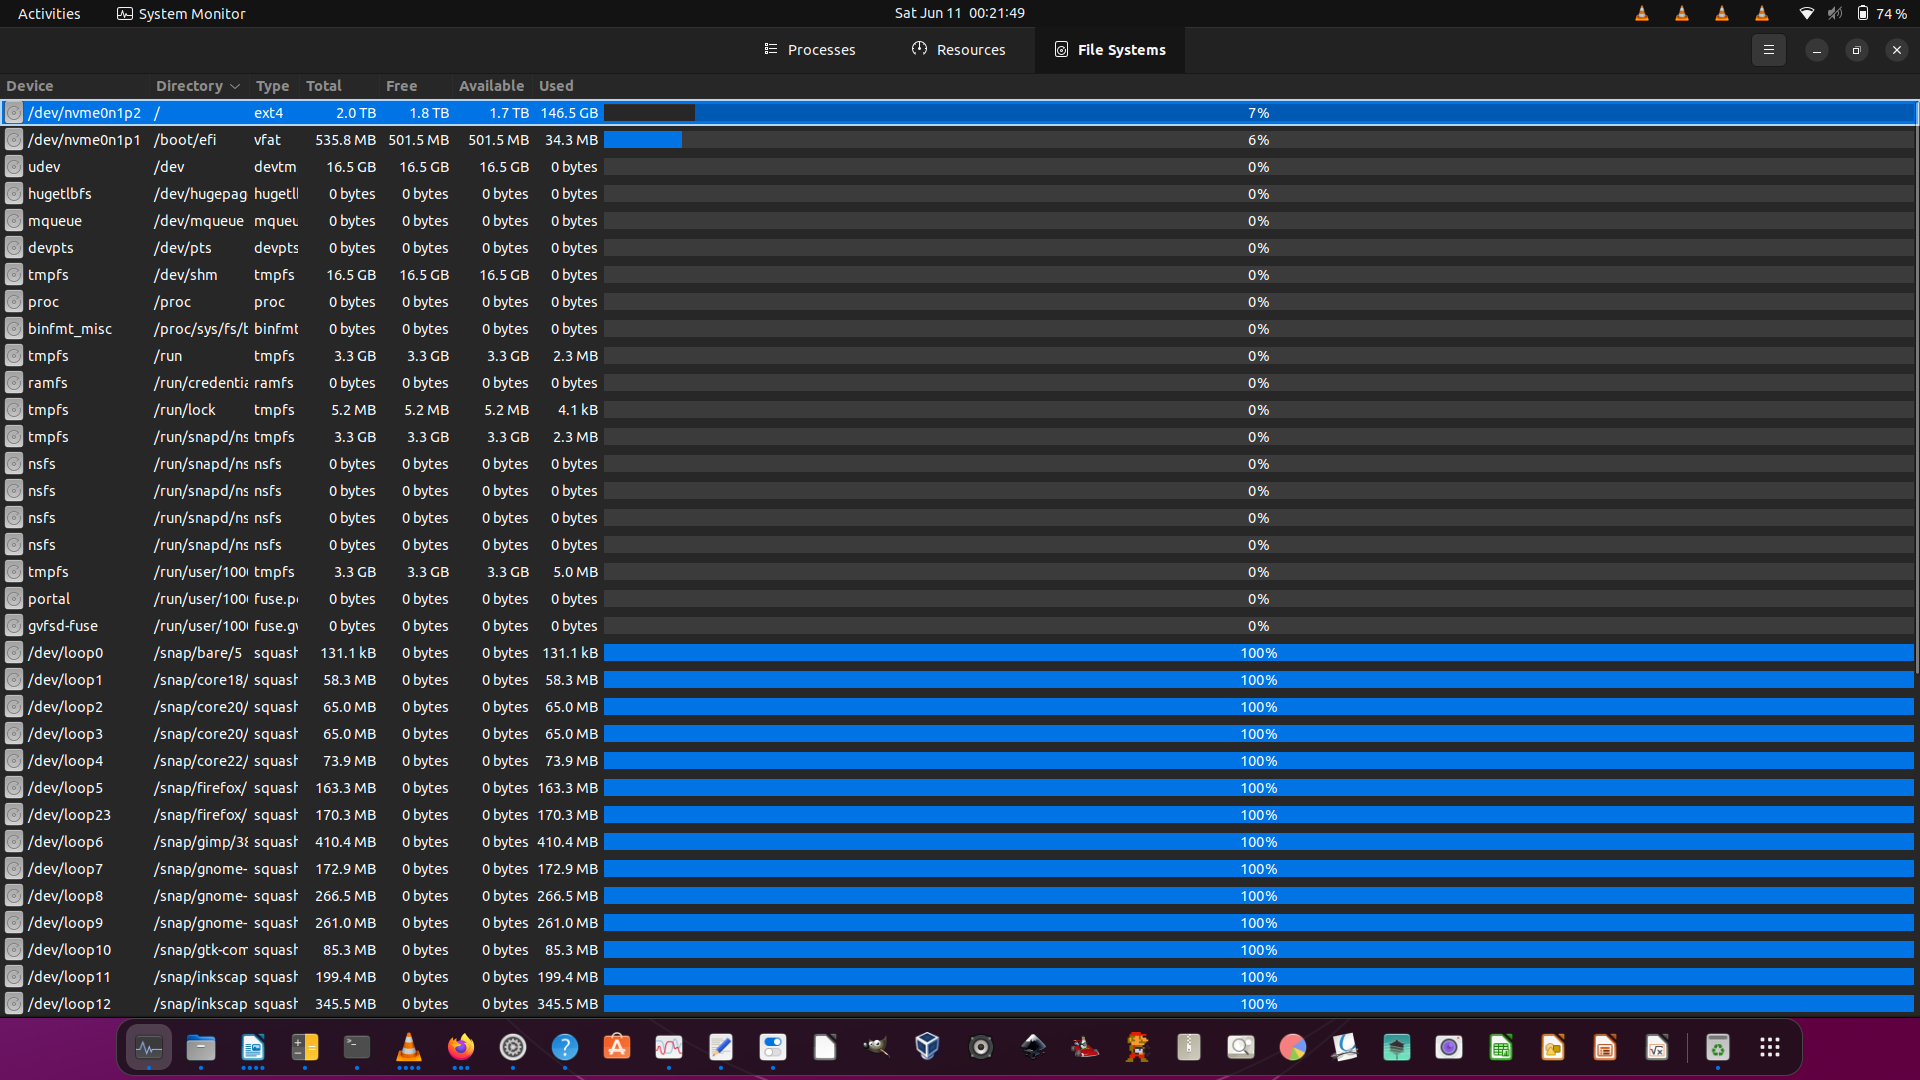 Activities System Monitor Sat Jun 11 00:21:49 74 %
Processes Resources File Systems
Device Directory Type Total Free Available Used
/dev/nvme0n1p2 / ext4 2.0 TB 1.8 TB 1.7 TB 146.5 GB 7%
/dev/nvme0n1p1 /boot/efi vfat 535.8 MB 501.5 MB 501.5 MB 34.3 MB 6%
udev /dev devtm 16.5 GB 16.5 GB 16.5 GB 0 bytes 0%
hugetlbfs /dev/hugepag hugetl 0 bytes 0 bytes 0 bytes 0 bytes 0%
mqueue /dev/mqueue mqueu 0 bytes 0 bytes 0 bytes 0 bytes 0%
devpts /dev/pts devpts 0 bytes 0 bytes 0 bytes 0 bytes 0%
tmpfs /dev/shm tmpfs 16.5 GB 16.5 GB 16.5 GB 0 bytes 0%
proc /proc proc 0 bytes 0 bytes 0 bytes 0 bytes 0%
binfmt_misc /proc/sys/fs/b binfmt 0 bytes 0 bytes 0 bytes 0 bytes 0%
tmpfs /run tmpfs 3.3 GB 3.3 GB 3.3 GB 2.3 MB 0%
ramfs /run/credentia ramfs 0 bytes 0 bytes 0 bytes 0 bytes 0%
tmpfs /run/lock tmpfs 5.2 MB 5.2 MB 5.2 MB 4.1 kB 0%
tmpfs /run/snapd/ns tmpfs 3.3 GB 3.3 GB 3.3 GB 2.3 MB 0%
nsfs /run/snapd/ns nsfs 0 bytes 0 bytes 0 bytes 0 bytes 0%
nsfs /run/snapd/ns nsfs 0 bytes 0 bytes 0 bytes 0 bytes 0%
nsfs /run/snapd/ns nsfs 0 bytes 0 bytes 0 bytes 0 bytes 0%
nsfs /run/snapd/ns nsfs 0 bytes 0 bytes 0 bytes 0 bytes 0%
tmpfs /run/user/100 tmpfs 3.3 GB 3.3 GB 3.3 GB 5.0 MB 0%
portal /run/user/100 fuse.p 0 bytes 0 bytes 0 bytes 0 bytes 0%
gvfsd-fuse /run/user/100 fuse.gv 0 bytes 0 bytes 0 bytes 0 bytes 0%
/dev/loop0 /snap/bare/5 squash 131.1 kB 0 bytes 0 bytes 131.1 kB 100%
/dev/loop1 /snap/core18/ squash 58.3 MB 0 bytes 0 bytes 58.3 MB 100%
/dev/loop2 /snap/core20/ squash 65.0 MB 0 bytes 0 bytes 65.0 MB 100%
/dev/loop3 /snap/core20/ squash 65.0 MB 0 bytes 0 bytes 65.0 MB 100%
/dev/loop4 /snap/core22/ squash 73.9 MB 0 bytes 0 bytes 73.9 MB 100%
/dev/loop5 /snap/firefox/ squash 163.3 MB 0 bytes 0 bytes 163.3 MB 100%
/dev/loop23 /snap/firefox/ squash 170.3 MB 0 bytes 0 bytes 170.3 MB 100%
/dev/loop6 /snap/gimp/38 squash 410.4 MB 0 bytes 0 bytes 410.4 MB 100%
/dev/loop7 /snap/gnome- squash 172.9 MB 0 bytes 0 bytes 172.9 MB 100%
/dev/loop8 /snap/gnome- squash 266.5 MB 0 bytes 0 bytes 266.5 MB 100%
/dev/loop9 /snap/gnome- squash 261.0 MB 0 bytes 0 bytes 261.0 MB 100%
/dev/loop10 /snap/gtk-com squash 85.3 MB 0 bytes 0 bytes 85.3 MB 100%
/dev/loop11 /snap/inkscap squash 199.4 MB 0 bytes 0 bytes 199.4 MB 100%
/dev/loop12 /snap/inkscap squash 345.5 MB 0 bytes 0 bytes 345.5 MB 100%